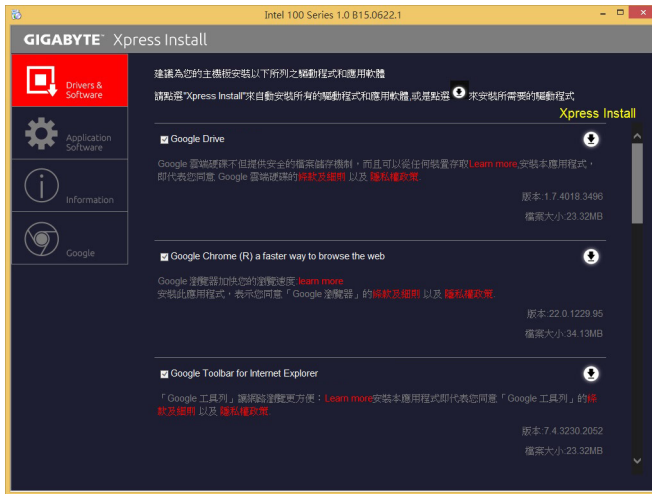 Intel 100 Series 1.0 B15.0622.1
GIGABYTE™ Xpress Install
Drivers &
Software
Application
Software
Information
Google
建議為您的主機板安裝以下所列之驅動程式和應用軟體
請點選"Xpress Install"來自動安裝所有的驅動程式和應用軟體,或是點選 來安裝所需要的驅動程式
Xpress Install
Google Drive
Google 雲端硬碟不但提供安全的檔案儲存機制,而且可以從任何裝置存取Learn more,安裝本應用程式,
即代表您同意 Google 雲端硬碟的條款及細則 以及 隱私權政策.
版本:1.7.4018.3496
檔案大小:23.32MB
Google Chrome (R) a faster way to browse the web
Google 瀏覽器加快您的瀏覽速度:learn more
安裝此應用程式,表示您同意「Google 瀏覽器」的條款及細則 以及 隱私權政策.
版本:22.0.1229.95
檔案大小:34.13MB
Google Toolbar for Internet Explorer
「Google 工具列」讓網路瀏覽更方便:Learn more安裝本應用程式即代表您同意「Google 工具列」的條
款及細則 以及 隱私權政策.
版本:7.4.3230.2052
檔案大小:23.32MB